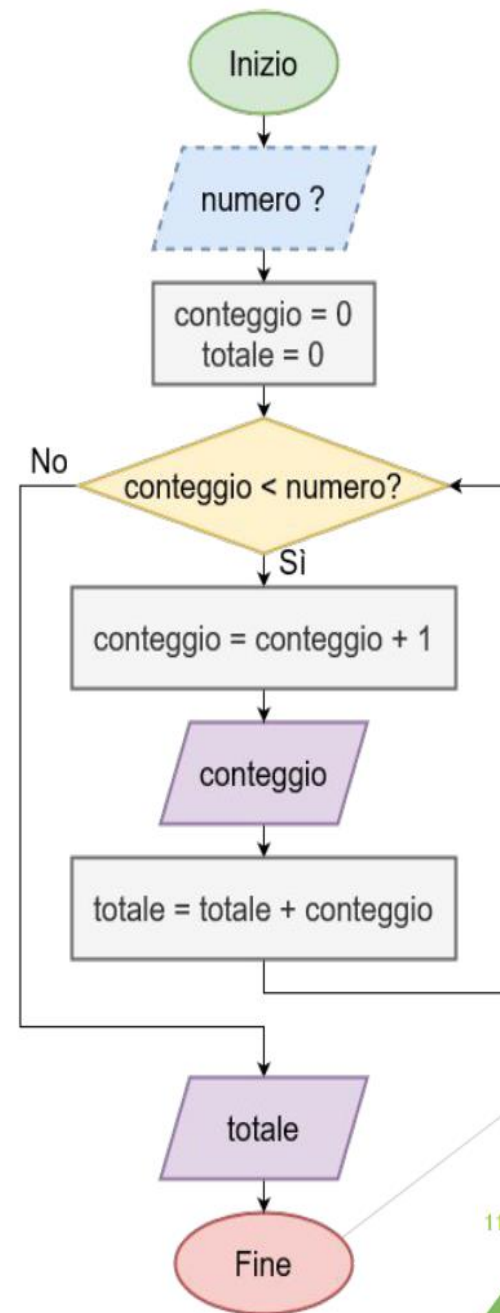 Inizio
numero ?
conteggio = 0
totale = 0
No
conteggio < numero?
Sì
conteggio = conteggio + 1
conteggio
totale = totale + conteggio
totale
11
Fine